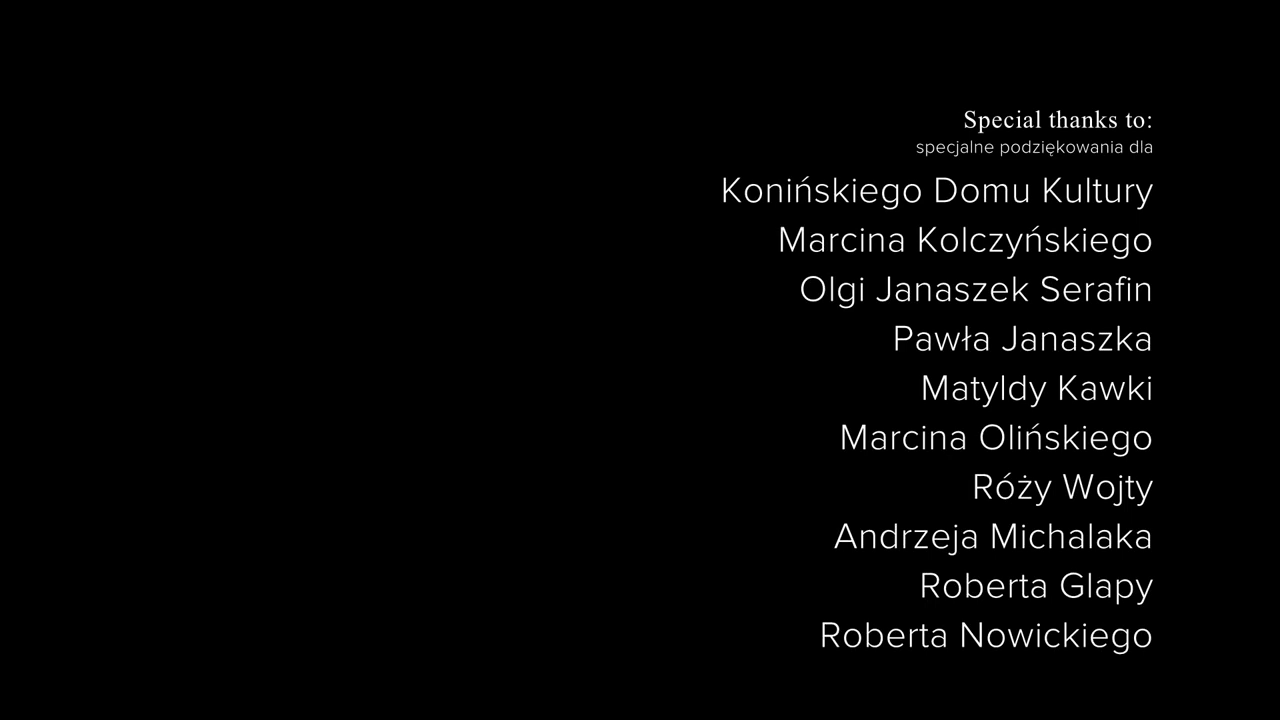 Special thanks to:
specjalne podziękowania dla
Konińskiego Domu Kultury
Marcina Kolczyńskiego
Olgi Janaszek Serafin
Pawła Janaszka
Matyldy Kawki
Marcina Olińskiego
Róży Wojty
Andrzeja Michalaka
Roberta Glapy
Roberta Nowickiego